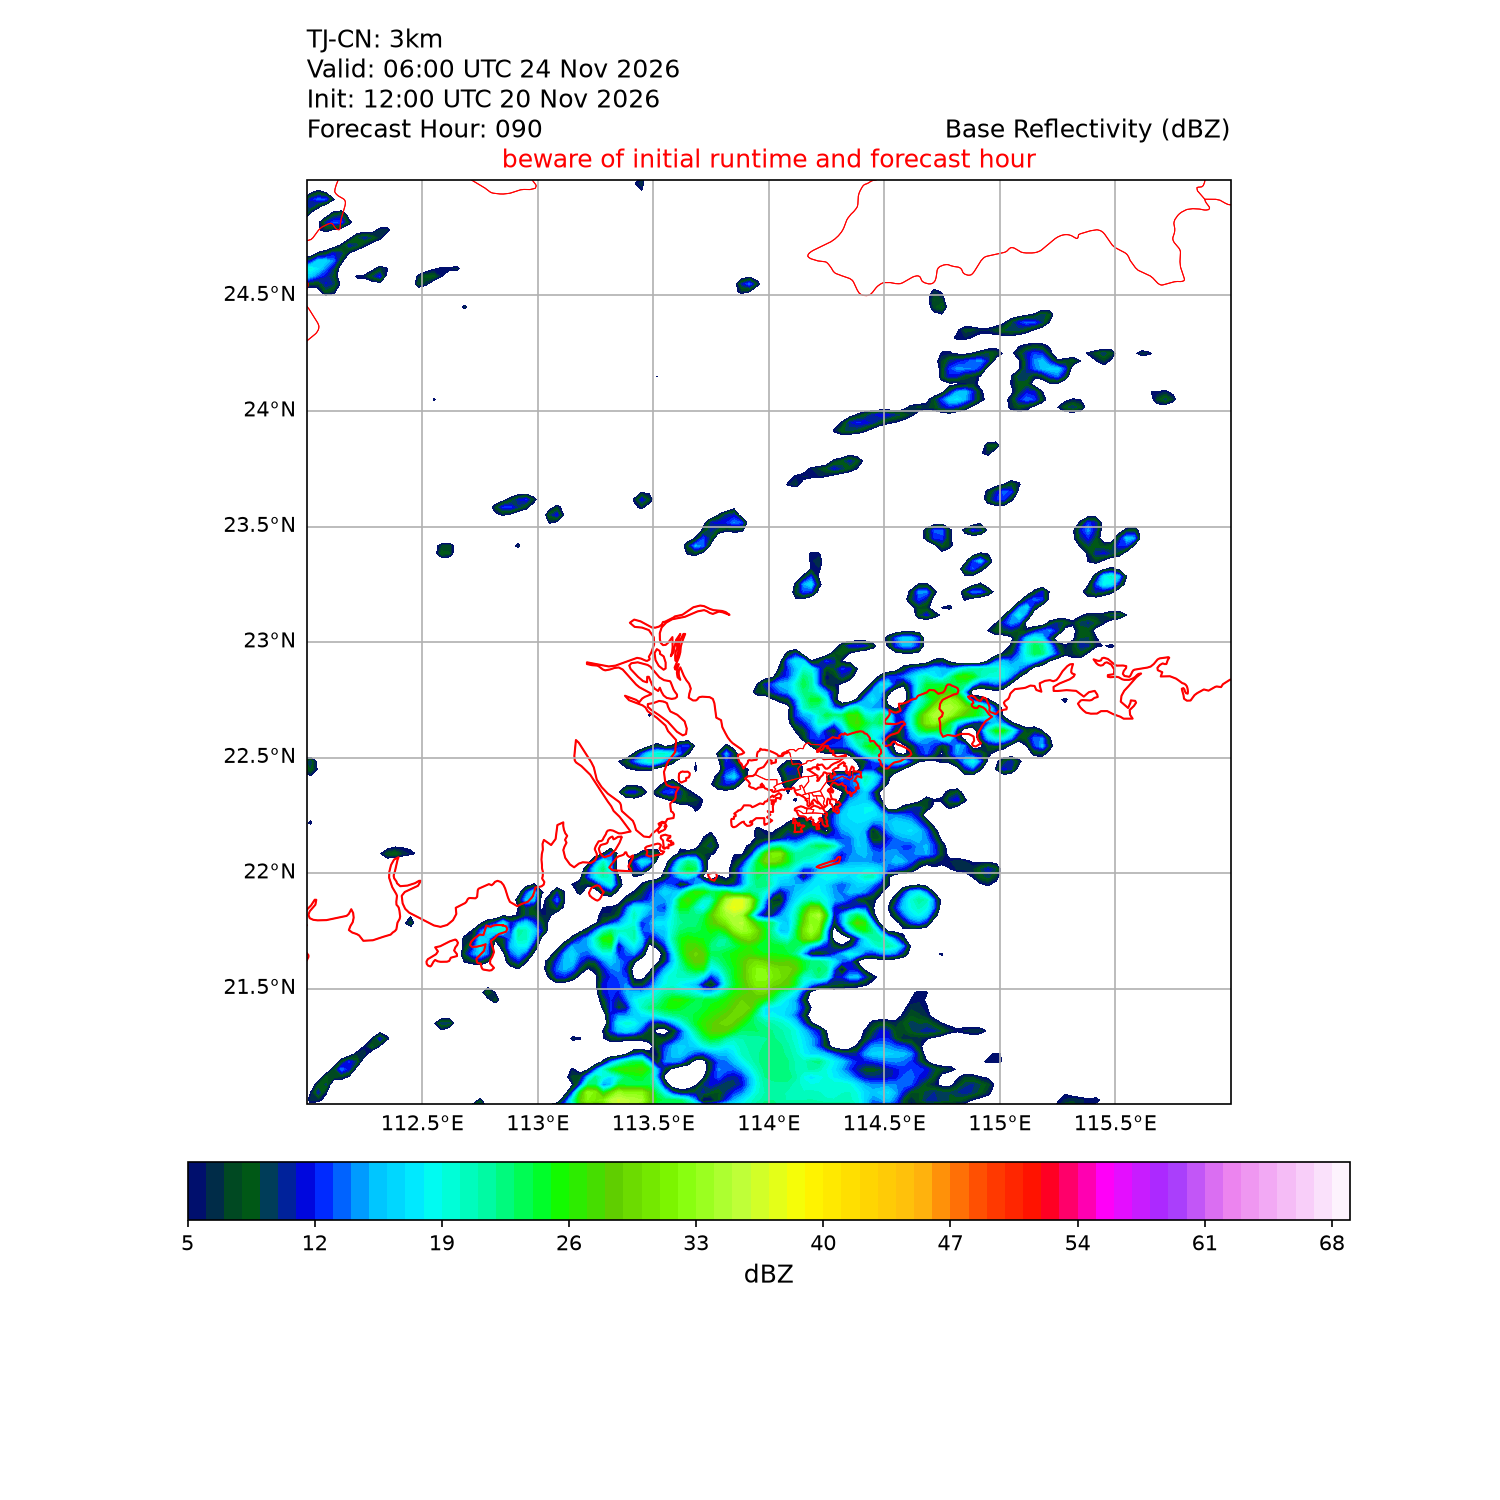 TJ-CN: 3km
Valid: 06:00 UTC 24 Nov 2026
Init: 12:00 UTC 20 Nov 2026
Forecast Hour: 090
Base Reflectivity (dBZ)
beware of initial runtime and forecast hour
24.5°N
24°N
23.5°N
23°N
22.5°N
22°N
21.5°N
112.5°E 113°E 113.5°E 114°E 114.5°E 115°E 115.5°E
5 12 19 26 33 40 47 54 61 68
dBZ